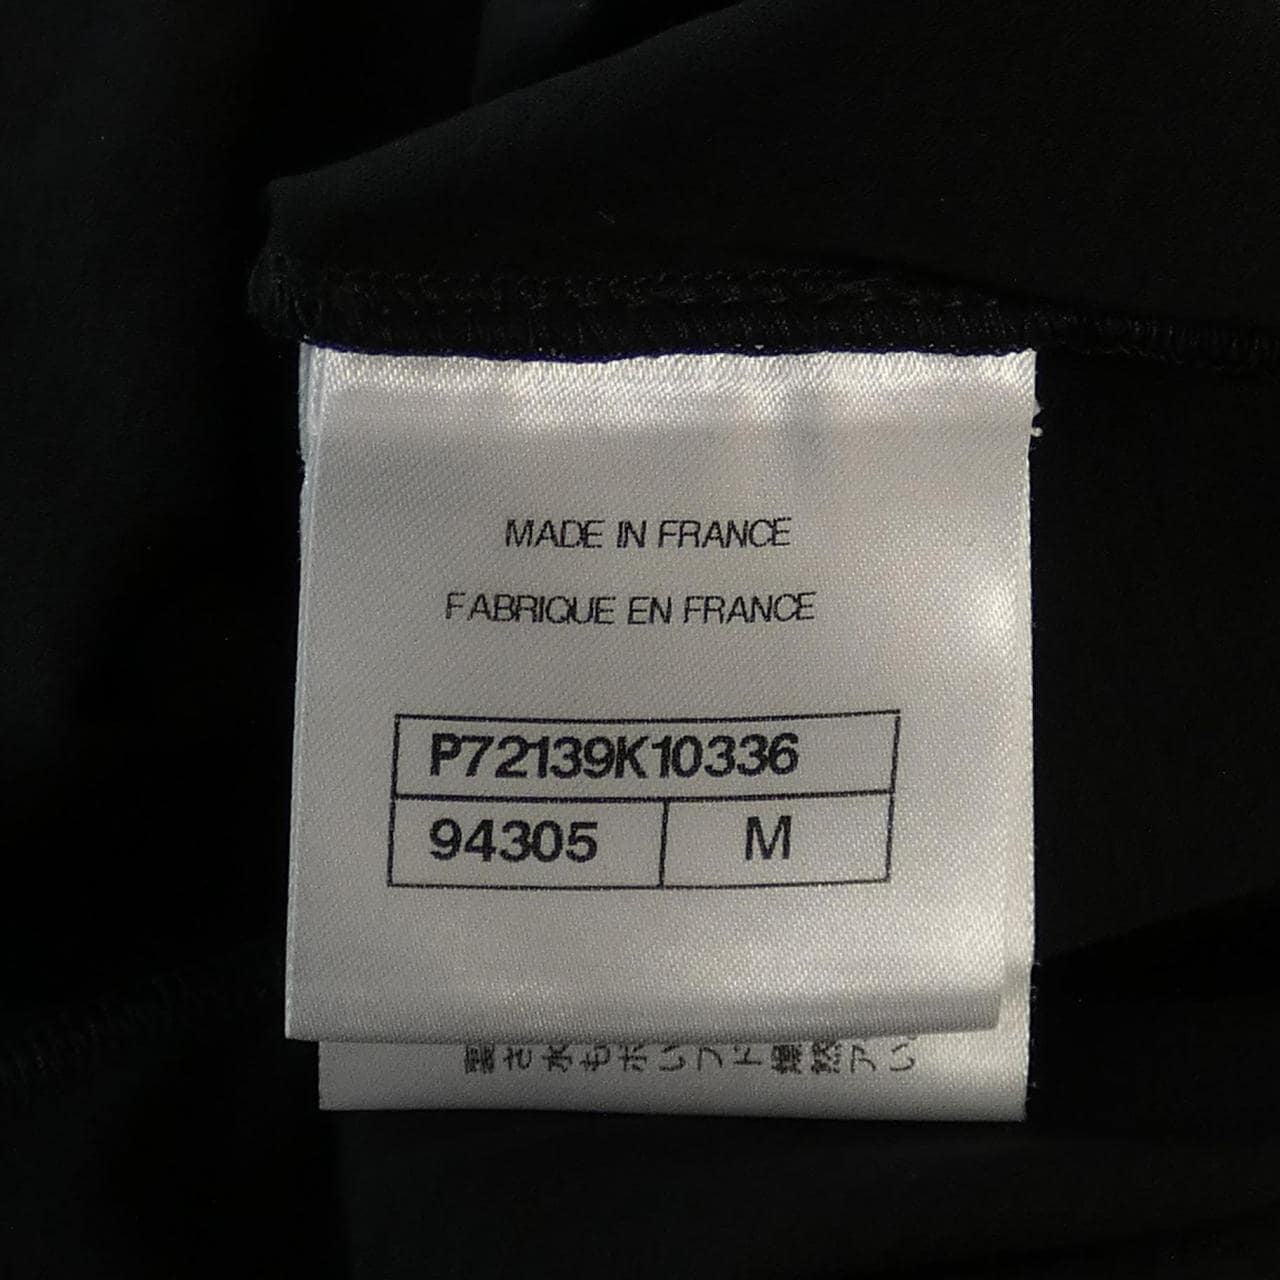 MADE IN FRANCE
FABRIQUE EN FRANCE
P72139K10336
94305 M